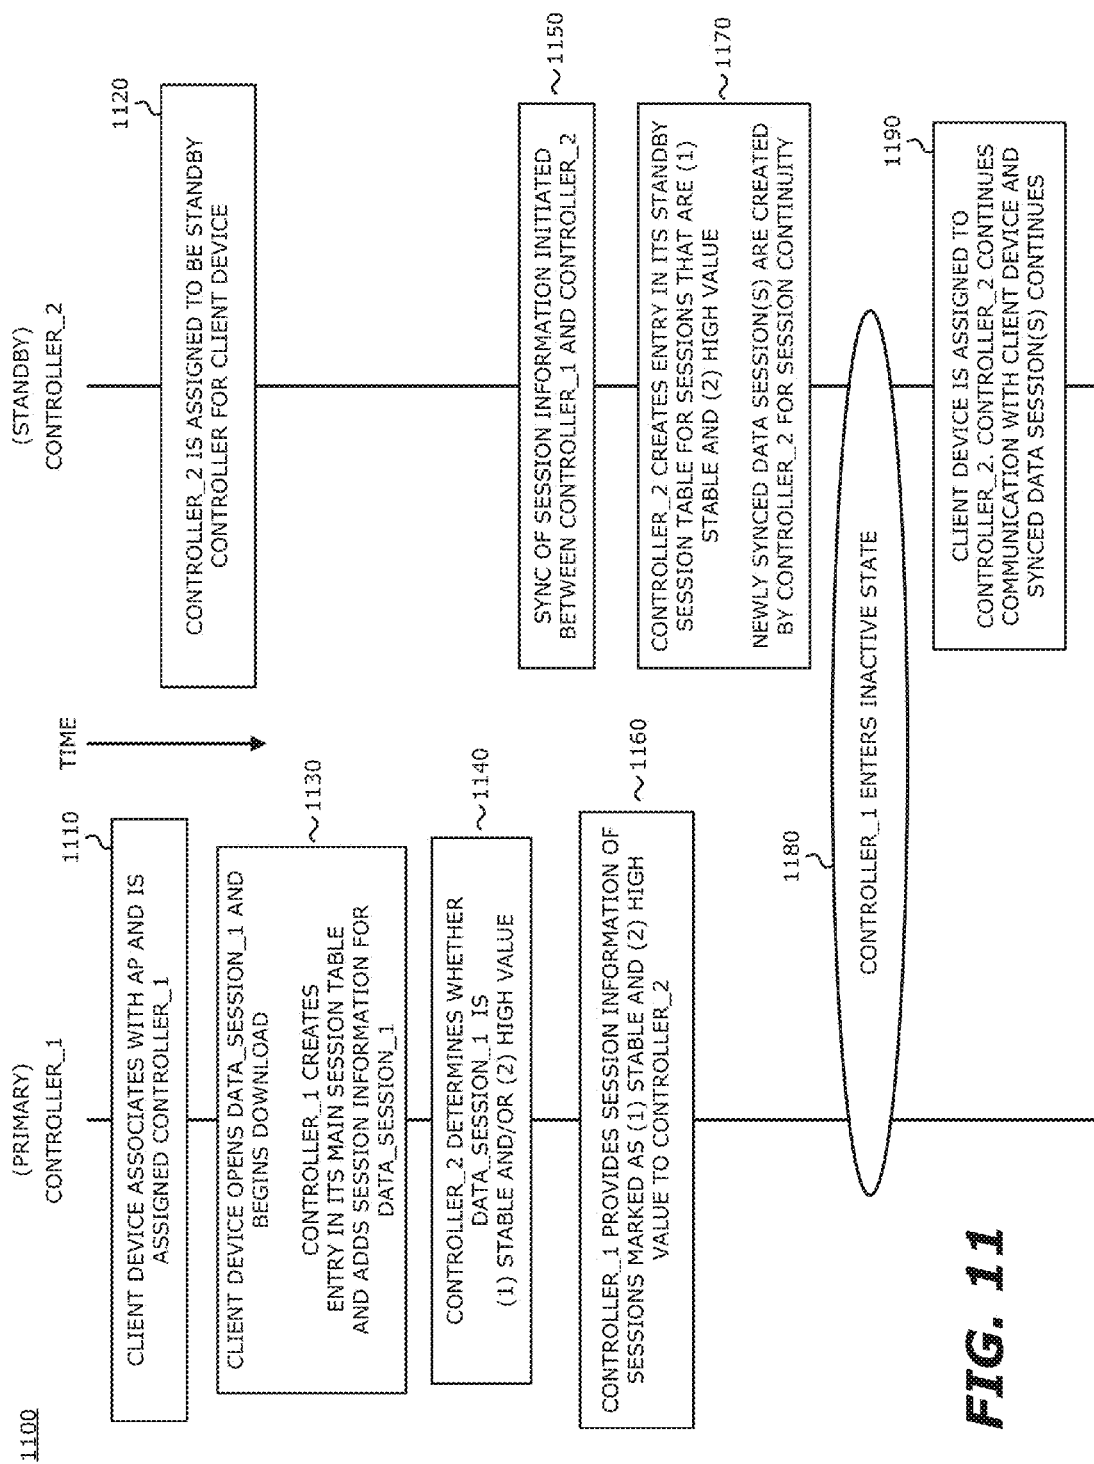 1100
(PRIMARY)
CONTROLLER_1
TIME
(STANDBY)
CONTROLLER_2
1110
CLIENT DEVICE ASSOCIATES WITH AP AND IS
ASSIGNED CONTROLLER_1
1120
CONTROLLER_2 IS ASSIGNED TO BE STANDBY
CONTROLLER FOR CLIENT DEVICE
1130
CLIENT DEVICE OPENS DATA_SESSION_1 AND
BEGINS DOWNLOAD
CONTROLLER_1 CREATES
ENTRY IN ITS MAIN SESSION TABLE
AND ADDS SESSION INFORMATION FOR
DATA_SESSION_1
1140
CONTROLLER_2 DETERMINES WHETHER
DATA_SESSION_1 IS
(1) STABLE AND/OR (2) HIGH VALUE
1150
SYNC OF SESSION INFORMATION INITIATED
BETWEEN CONTROLLER_1 AND CONTROLLER_2
1160
CONTROLLER_1 PROVIDES SESSION INFORMATION OF
SESSIONS MARKED AS (1) STABLE AND (2) HIGH
VALUE TO CONTROLLER_2
1170
CONTROLLER_2 CREATES ENTRY IN ITS STANDBY
SESSION TABLE FOR SESSIONS THAT ARE (1)
STABLE AND (2) HIGH VALUE
NEWLY SYNCED DATA SESSION(S) ARE CREATED
BY CONTROLLER_2 FOR SESSION CONTINUITY
1180
CONTROLLER_1 ENTERS INACTIVE STATE
1190
CLIENT DEVICE IS ASSIGNED TO
CONTROLLER_2. CONTROLLER_2 CONTINUES
COMMUNICATION WITH CLIENT DEVICE AND
SYNCED DATA SESSION(S) CONTINUES
FIG. 11